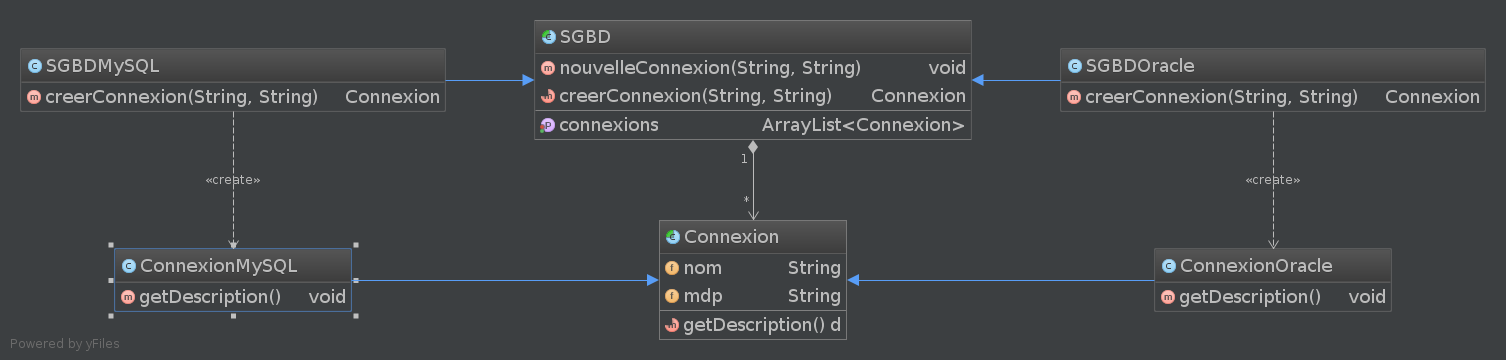 SGBD
nouvelleConnexion(String, String) void
creerConnexion(String, String) Connexion
connexions ArrayList<Connexion>
SGBDMySQL
creerConnexion(String, String) Connexion
SGBDOracle
creerConnexion(String, String) Connexion
1
*
«create»
«create»
ConnexionMySQL
getDescription() void
Connexion
nom String
mdp String
getDescription() d
ConnexionOracle
getDescription() void
Powered by yFiles